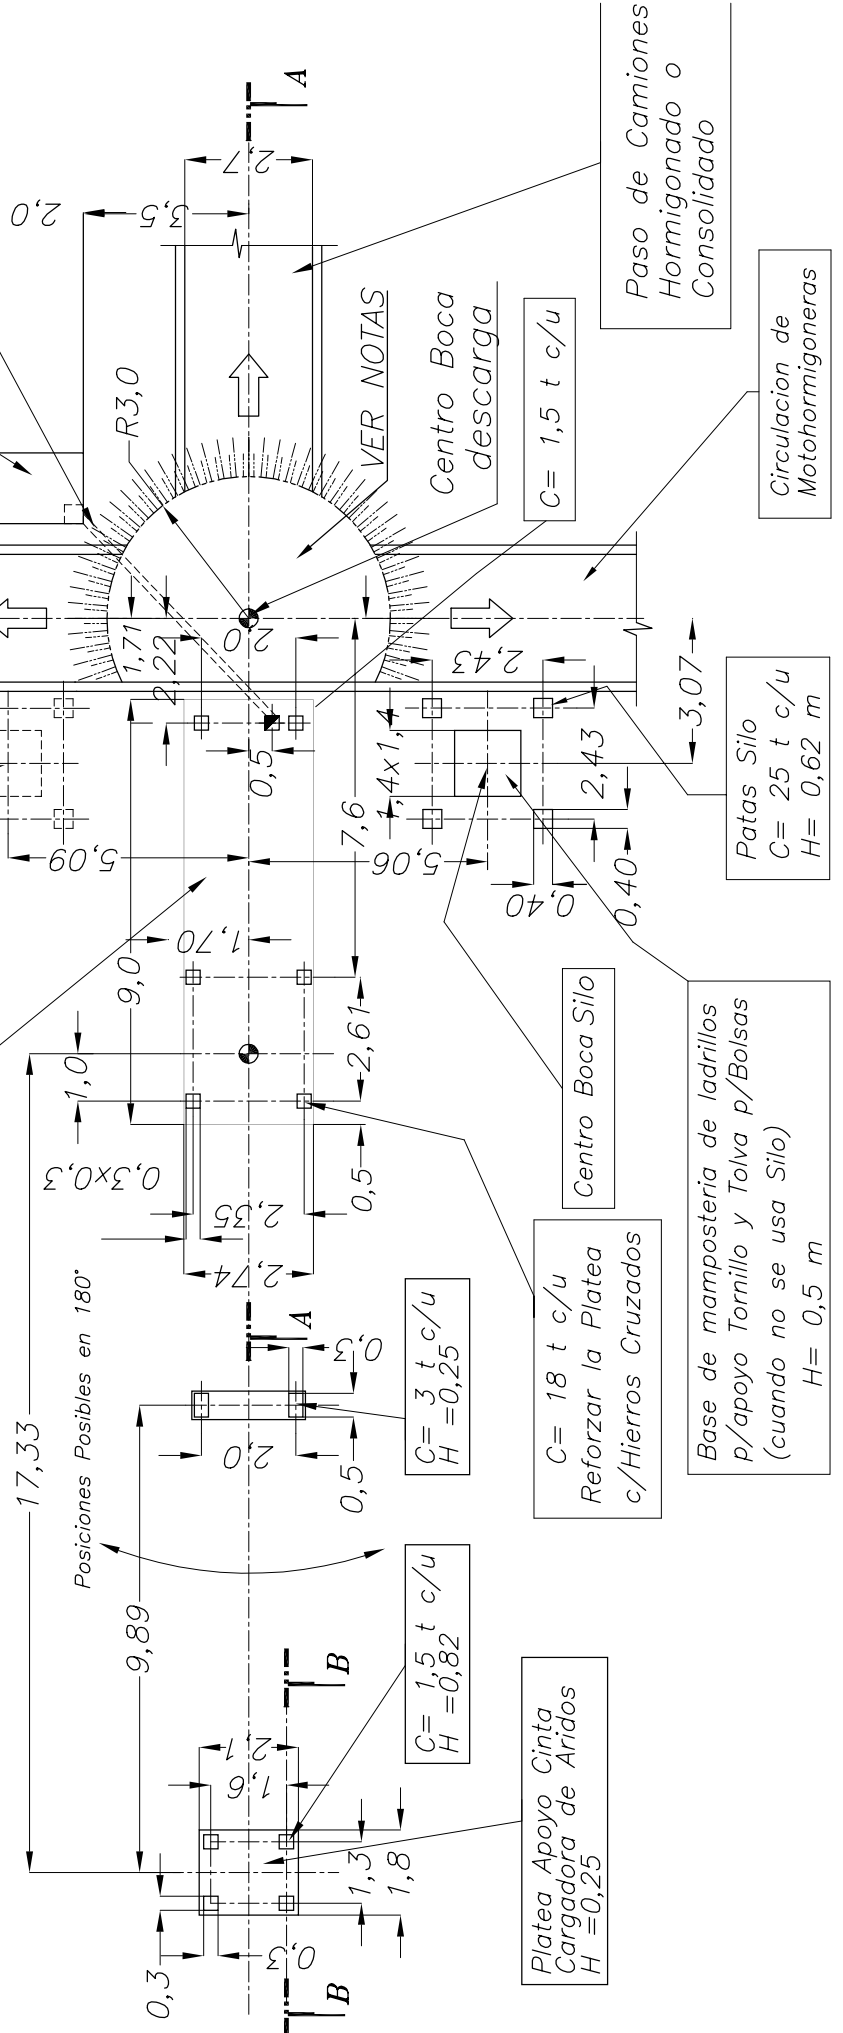 2,0
3,5
2,7
A
Paso de Camiones
Hormigonado o
Consolidado
R3,0
VER NOTAS
Centro Boca
descarga
C= 1,5 t c/u
Circulacion de
Motohormigoneras
1,71
2,22
2,0
0,5
1,4x1,4
2,43
2,43
3,07
7,6
5,09
5,06
0,40
0,40
Patas Silo
C= 25 t c/u
H= 0,62 m
9,0
1,70
1,0
2,61
0,3x0,3
2,35
0,5
2,74
Centro Boca Silo
Base de mamposteria de ladrillos
p/apoyo Tornillo y Tolva p/Bolsas
(cuando no se usa Silo)
H= 0,5 m
C= 18 t c/u
Reforzar la Platea
c/Hierros Cruzados
A
0,3
C= 3 t c/u
H =0,25
2,0
0,5
17,33
Posiciones Posibles en 180°
9,89
B
C= 1,5 t c/u
H =0,82
2,1
1,6
1,3
1,8
0,3
0,3
B
Platea Apoyo Cinta
Cargadora de Aridos
H =0,25